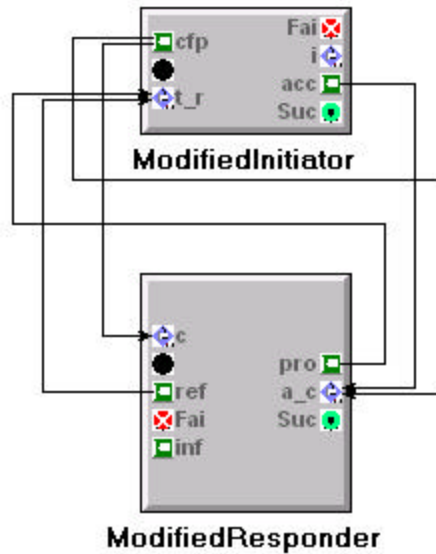 Fai
cfp
i
t_r
acc
Suc
ModifiedInitiator
c
pro
ref
a_c
Fai
Suc
inf
ModifiedResponder